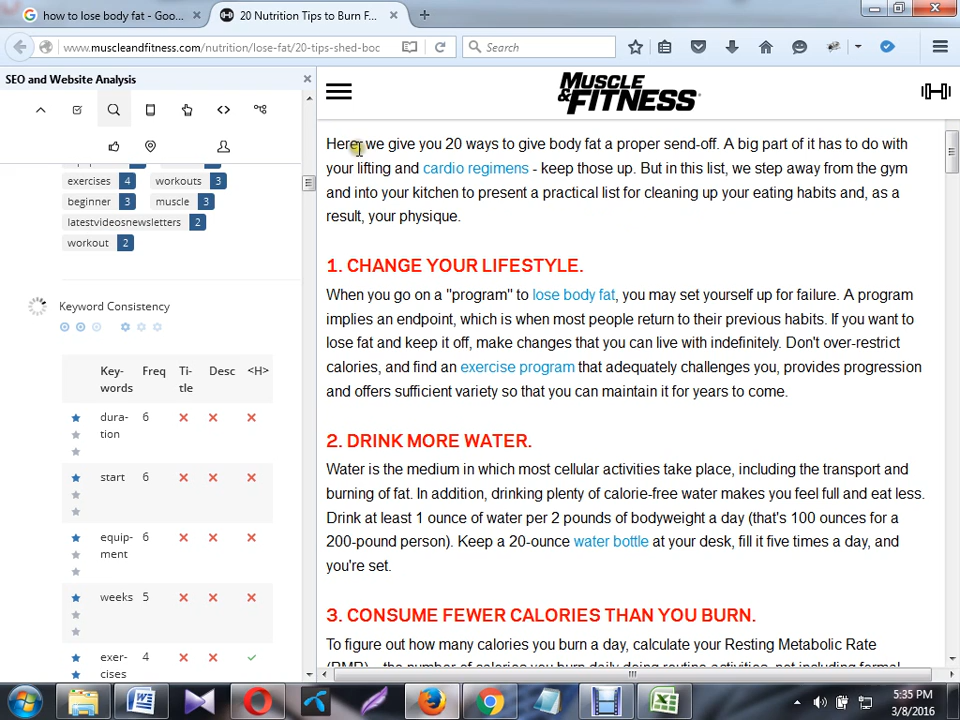 how to lose body fat - Goo...
20 Nutrition Tips to Burn F...
www.muscleandfitness.com/nutrition/lose-fat/20-tips-shed-boc
Search
SEO and Website Analysis
exercises 4 workouts 3
beginner 3 muscle 3
latestvideosnewsletters 2
workout 2
Keyword Consistency
Key-
words
Freq
Ti-
tle
Desc
<H>
dura-
tion
6
start 6
equip-
ment
6
weeks 5
exer-
cises
4
MUSCLE
&FITNESS
Here we give you 20 ways to give body fat a proper send-off. A big part of it has to do with
your lifting and cardio regimens - keep those up. But in this list, we step away from the gym
and into your kitchen to present a practical list for cleaning up your eating habits and, as a
result, your physique.
1. CHANGE YOUR LIFESTYLE.
When you go on a "program" to lose body fat, you may set yourself up for failure. A program
implies an endpoint, which is when most people return to their previous habits. If you want to
lose fat and keep it off, make changes that you can live with indefinitely. Don't over-restrict
calories, and find an exercise program that adequately challenges you, provides progression
and offers sufficient variety so that you can maintain it for years to come.
2. DRINK MORE WATER.
Water is the medium in which most cellular activities take place, including the transport and
burning of fat. In addition, drinking plenty of calorie-free water makes you feel full and eat less.
Drink at least 1 ounce of water per 2 pounds of bodyweight a day (that's 100 ounces for a
200-pound person). Keep a 20-ounce water bottle at your desk, fill it five times a day, and
you're set.
3. CONSUME FEWER CALORIES THAN YOU BURN.
To figure out how many calories you burn a day, calculate your Resting Metabolic Rate
(RMR) - the number of calories you burn daily doing routine activities, not including formal
5:35 PM
3/8/2016